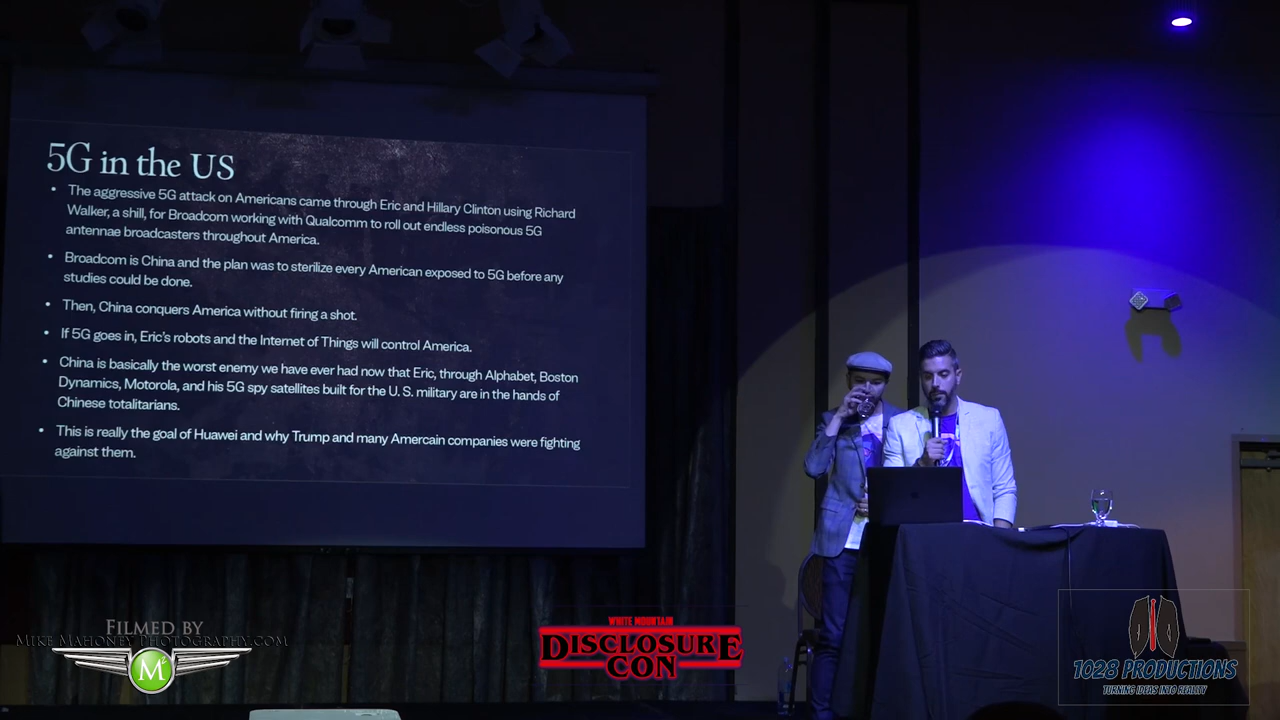 5G in the US
• The aggressive 5G attack on Americans came through Eric and Hillary Clinton using Richard
Walker, a shill, for Broadcom working with Qualcomm to roll out endless poisonous 5G
antennae broadcasters throughout America.
• Broadcom is China and the plan was to sterilize every American exposed to 5G before any
studies could be done.
• Then, China conquers America without firing a shot.
• If 5G goes in, Eric's robots and the Internet of Things will control America.
• China is basically the worst enemy we have ever had now that Eric, through Alphabet, Boston
Dynamics, Motorola, and his 5G spy satellites built for the U. S. military are in the hands of
Chinese totalitarians.
• This is really the goal of Huawei and why Trump and many Amercain companies were fighting
against them.
FILMED BY
MIKE MAHONEY PHOTOGRAPHY.COM
M
WHITE MOUNTAIN
DISCLOSURE
CON
1028 PRODUCTIONS
TURNING IDEAS INTO REALITY